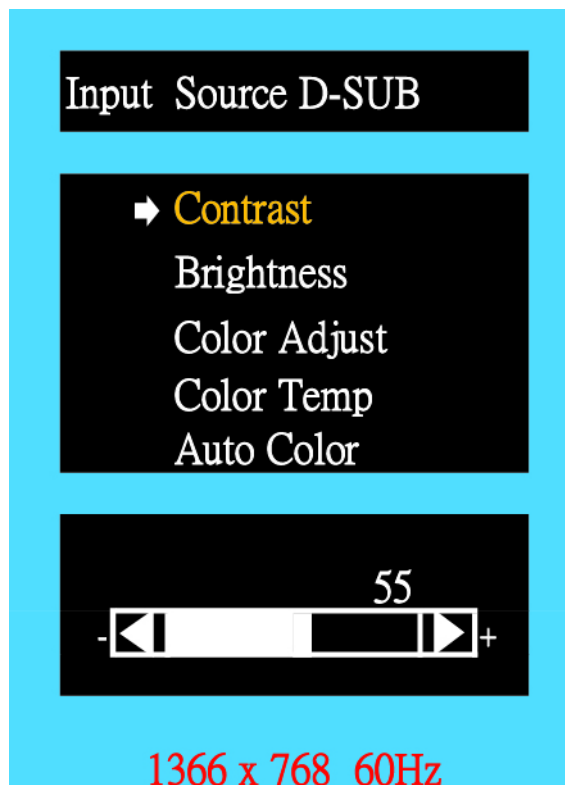 Input Source D-SUB
Contrast
Brightness
Color Adjust
Color Temp
Auto Color
55
- +
1366 x 768 60Hz